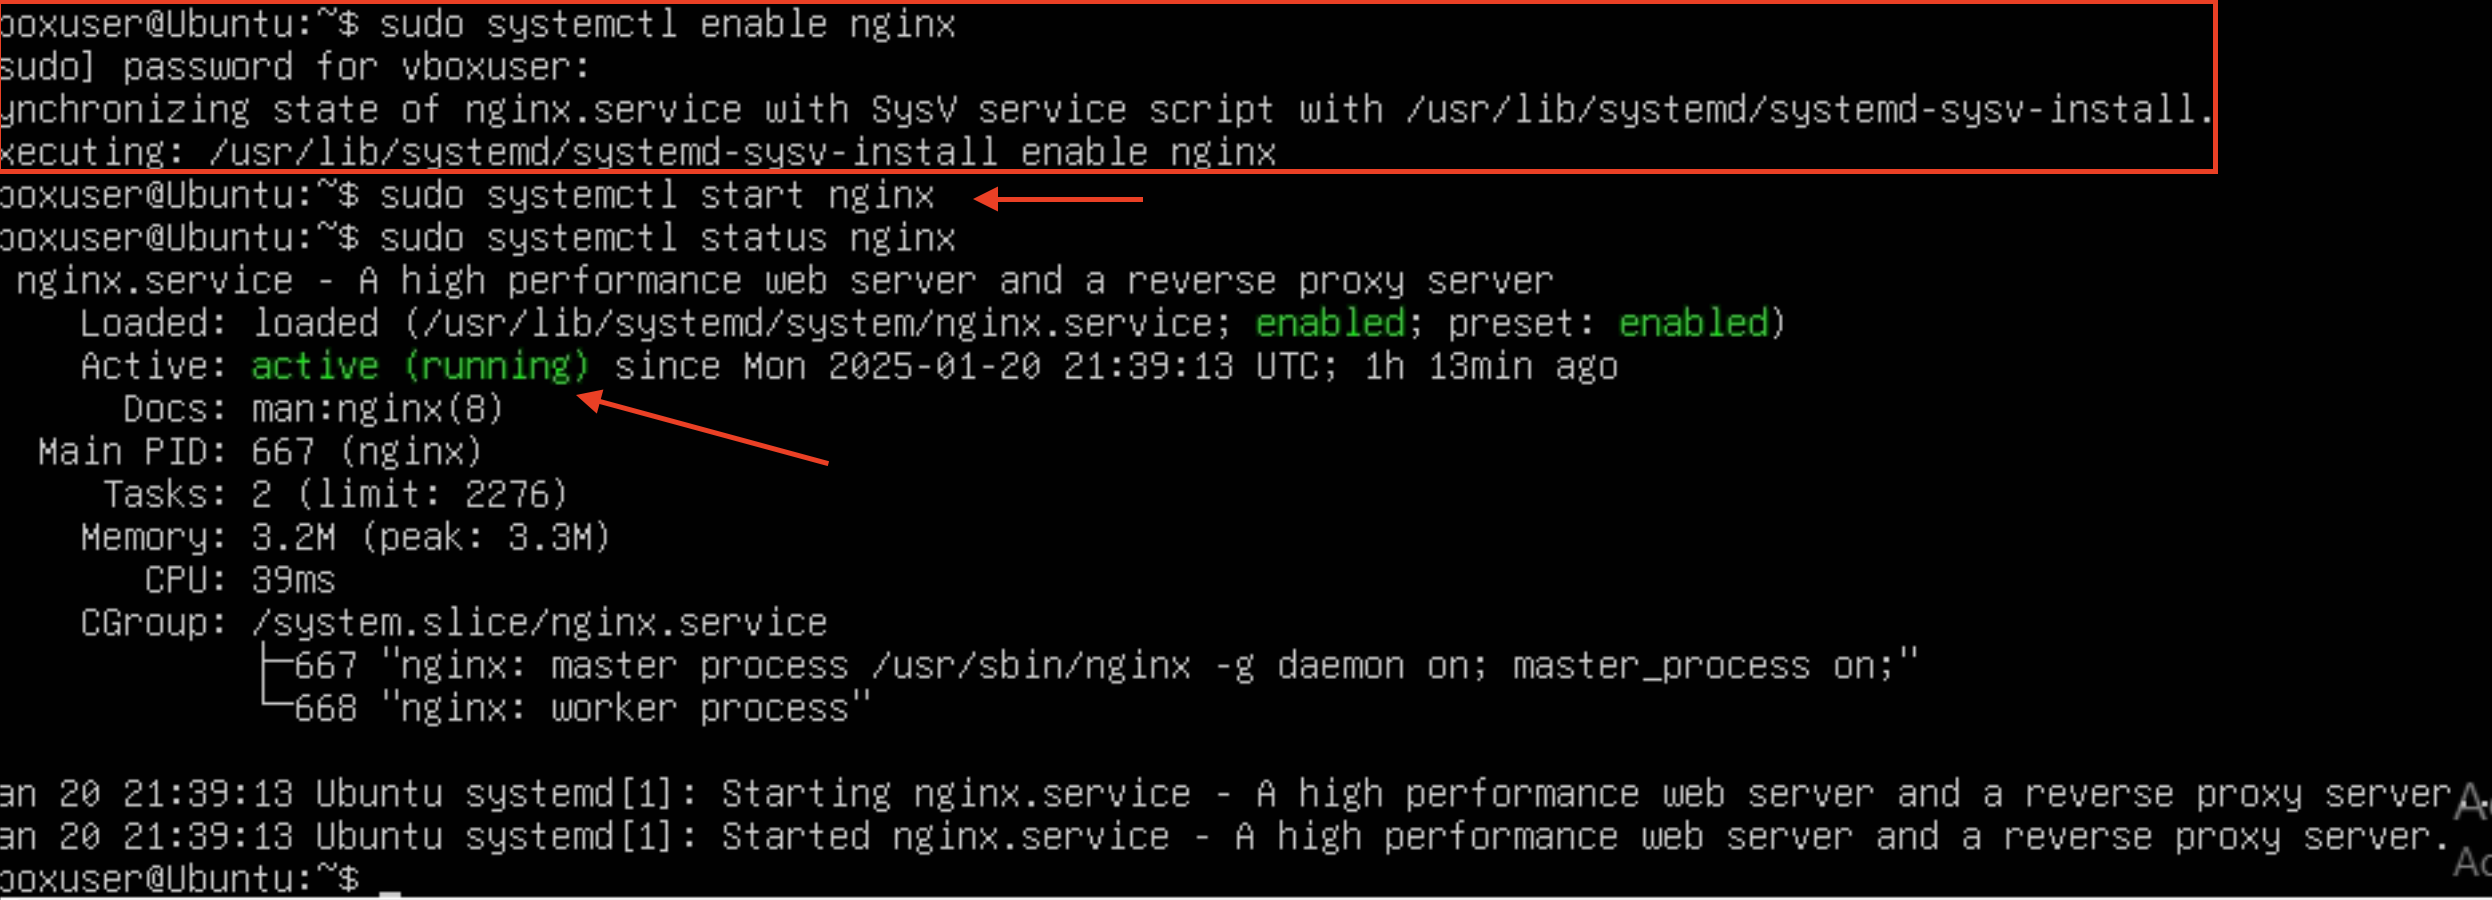 boxuser@Ubuntu:~$ sudo systemctl enable nginx
sudo] password for vboxuser:
ynchronizing state of nginx.service with SysV service script with /usr/lib/systemd/systemd-sysv-install.
xecuting: /usr/lib/systemd/systemd-sysv-install enable nginx
boxuser@Ubuntu:~$ sudo systemctl start nginx
boxuser@Ubuntu:~$ sudo systemctl status nginx
nginx.service - A high performance web server and a reverse proxy server
Loaded: loaded (/usr/lib/systemd/system/nginx.service; enabled; preset: enabled)
Active: active (running) since Mon 2025-01-20 21:39:13 UTC; 1h 13min ago
Docs: man:nginx(8)
Main PID: 667 (nginx)
Tasks: 2 (limit: 2276)
Memory: 3.2M (peak: 3.3M)
CPU: 39ms
CGroup: /system.slice/nginx.service
├─667 "nginx: master process /usr/sbin/nginx -g daemon on; master_process on;"
└─668 "nginx: worker process"
an 20 21:39:13 Ubuntu systemd[1]: Starting nginx.service - A high performance web server and a reverse proxy server..
an 20 21:39:13 Ubuntu systemd[1]: Started nginx.service - A high performance web server and a reverse proxy server.
boxuser@Ubuntu:~$